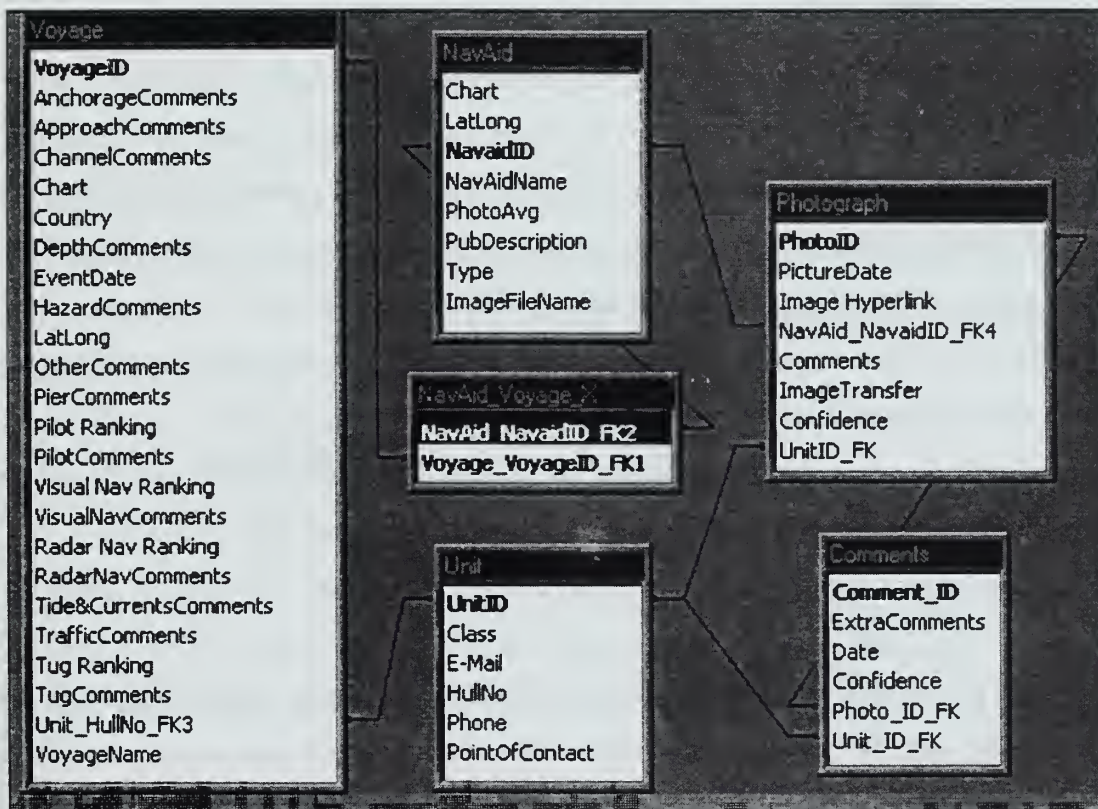 Voyage
VoyageID
AnchorageComments
ApproachComments
ChannelComments
Chart
Country
DepthComments
EventDate
HazardComments
LatLong
OtherComments
PierComments
Pilot Ranking
PilotComments
Visual Nav Ranking
VisualNavComments
Radar Nav Ranking
RadarNavComments
Tide&CurrentsComments
TrafficComments
Tug Ranking
TugComments
Unit_HullNo_FK3
VoyageName
NavAid
Chart
LatLong
NavaidID
NavAidName
PhotoAvg
PubDescription
Type
ImageFileName
NavAid_Voyage_X
NavAid_NavaidID_FK2
Voyage_VoyageID_FK1
Unit
UnitID
Class
E-Mail
HullNo
Phone
PointOfContact
Photograph
PhotoID
PictureDate
Image Hyperlink
NavAid_NavaidID_FK4
Comments
ImageTransfer
Confidence
UnitID_FK
Comments
Comment_ID
ExtraComments
Date
Confidence
Photo_ID_FK
Unit_ID_FK